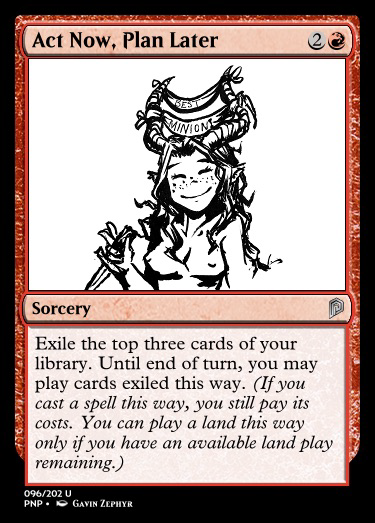 Act Now, Plan Later 2
BEST
MINION
Sorcery
Exile the top three cards of your
library. Until end of turn, you may
play cards exiled this way. (If you
cast a spell this way, you still pay its
costs. You can play a land this way
only if you have an available land play
remaining.)
096/202 U
PNP • Gavin Zephyr